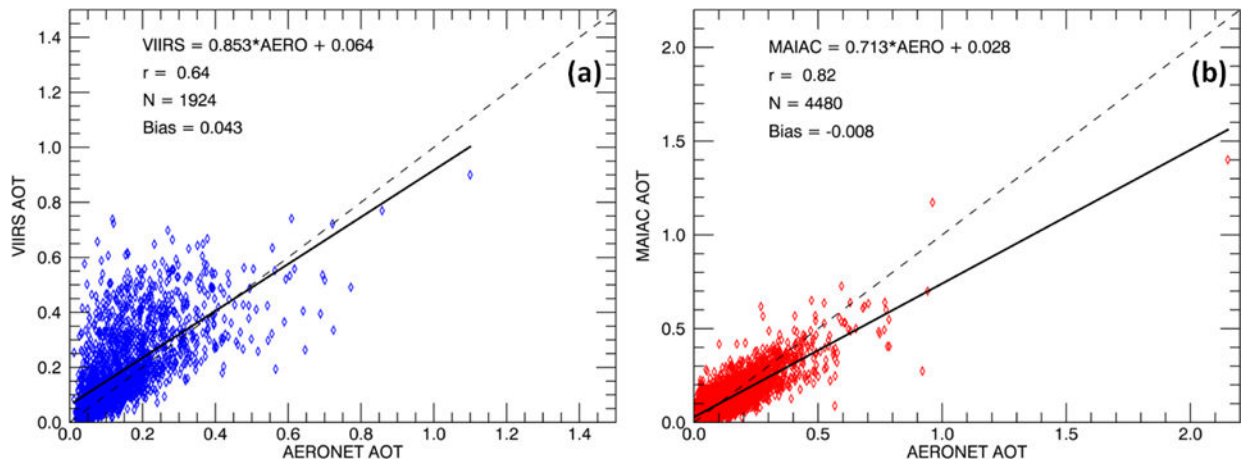 VIIRS = 0.853*AERO + 0.064
r = 0.64
N = 1924
Bias = 0.043
(a)
VIIRS AOT
1.4
1.2
1.0
0.8
0.6
0.4
0.2
0.0
0.0 0.2 0.4 0.6 0.8 1.0 1.2 1.4
AERONET AOT
MAIAC = 0.713*AERO + 0.028
r = 0.82
N = 4480
Bias = -0.008
(b)
MAIAC AOT
2.0
1.5
1.0
0.5
0.0
0.0 0.5 1.0 1.5 2.0
AERONET AOT